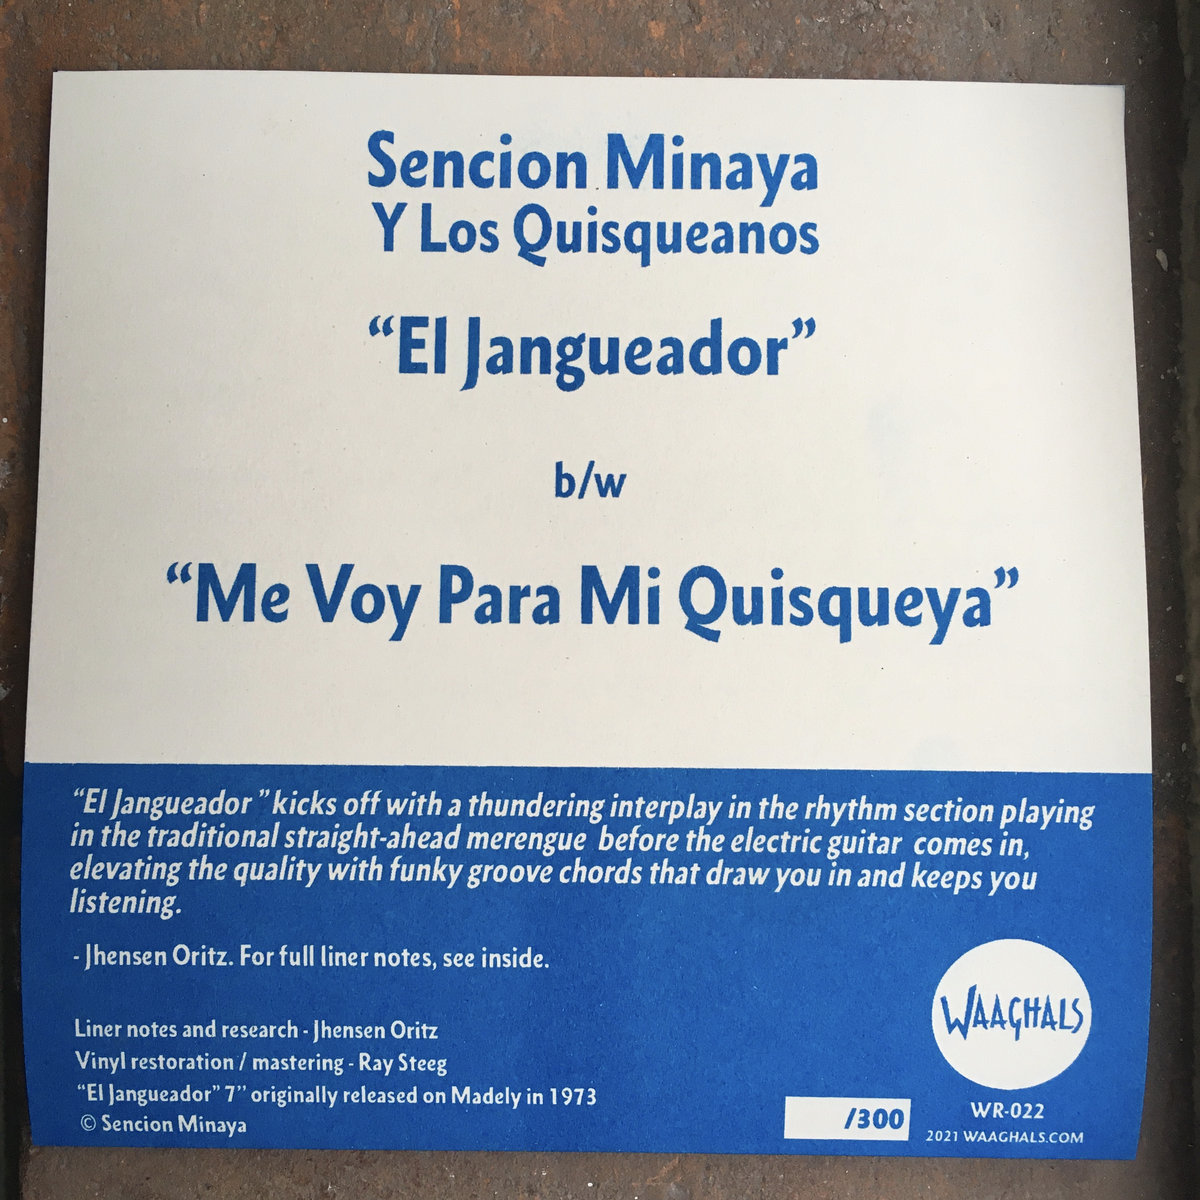 Sencion Minaya
Y Los Quisqueanos
“El Jangueador”
b/w
“Me Voy Para Mi Quisqueya”
“El Jangueador ” kicks off with a thundering interplay in the rhythm section playing
in the traditional straight-ahead merengue before the electric guitar comes in,
elevating the quality with funky groove chords that draw you in and keeps you
listening.
- Jhensen Oritz. For full liner notes, see inside.
Liner notes and research - Jhensen Oritz
Vinyl restoration / mastering - Ray Steeg
“El Jangueador” 7’’ originally released on Madely in 1973
© Sencion Minaya
/300
WAAGHALS
WR-022
2021 WAAGHALS.COM